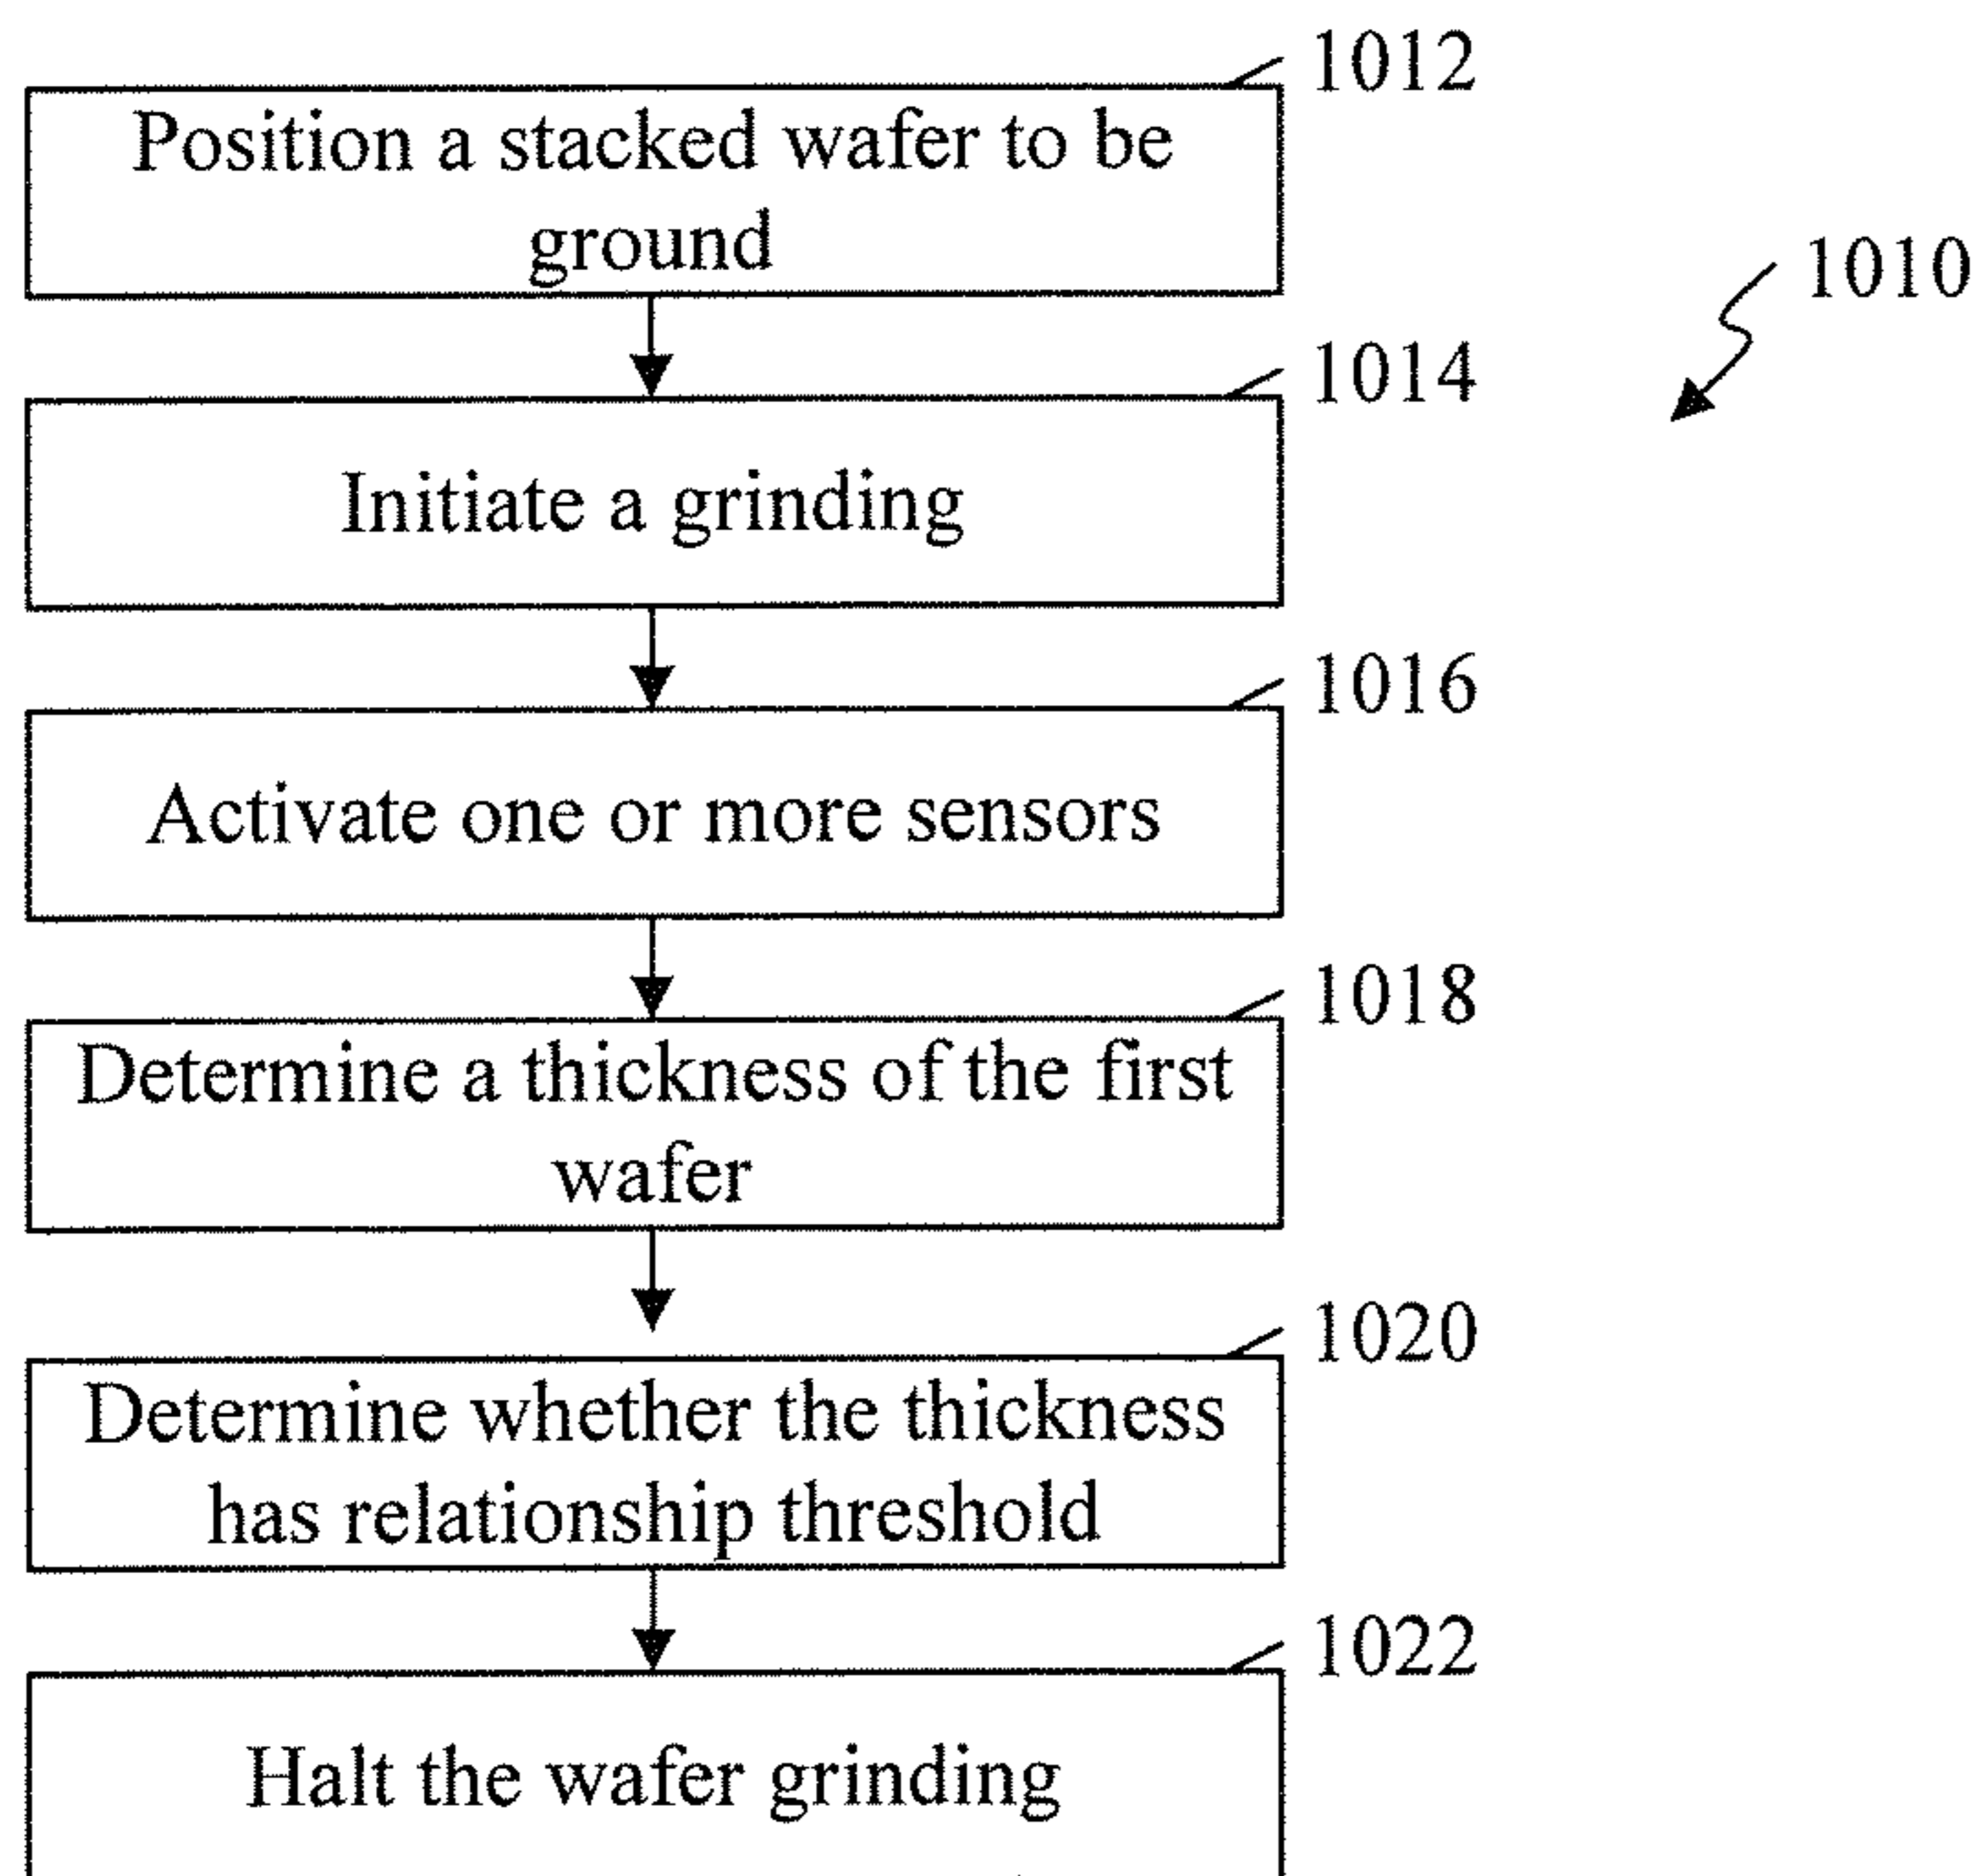 1012
Position a stacked wafer to be
ground
1010
1014
Initiate a grinding
1016
Activate one or more sensors
1018
Determine a thickness of the first
wafer
1020
Determine whether the thickness
has relationship threshold
1022
Halt the wafer grinding